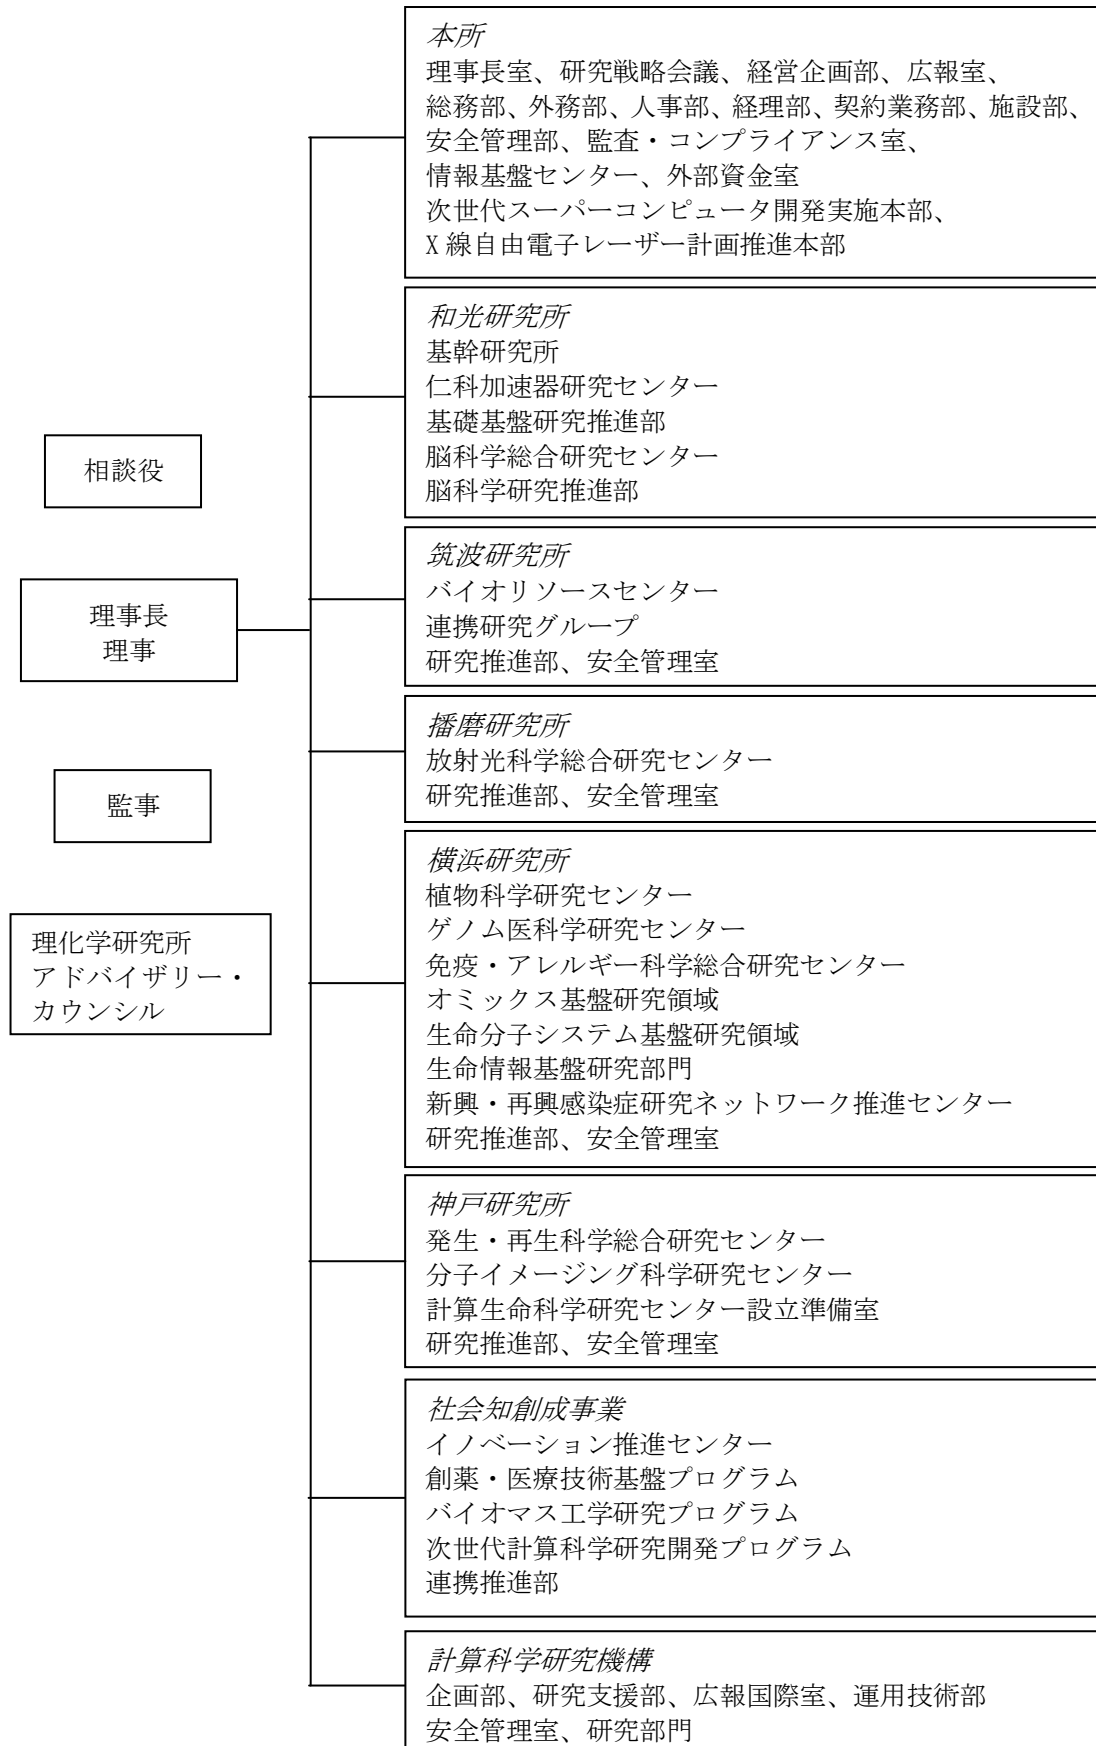 相談役
理事長
理事
監事
理化学研究所
アドバイザリー・
カウンシル
本所
理事長室、研究戦略会議、経営企画部、広報室、
総務部、外務部、人事部、経理部、契約業務部、施設部、
安全管理部、監査・コンプライアンス室、
情報基盤センター、外部資金室
次世代スーパーコンピュータ開発実施本部、
X線自由電子レーザー計画推進本部
和光研究所
基幹研究所
仁科加速器研究センター
基礎基盤研究推進部
脳科学総合研究センター
脳科学研究推進部
筑波研究所
バイオリソースセンター
連携研究グループ
研究推進部、安全管理室
播磨研究所
放射光科学総合研究センター
研究推進部、安全管理室
横浜研究所
植物科学研究センター
ゲノム医科学研究センター
免疫・アレルギー科学総合研究センター
オミックス基盤研究領域
生命分子システム基盤研究領域
生命情報基盤研究部門
新興・再興感染症研究ネットワーク推進センター
研究推進部、安全管理室
神戸研究所
発生・再生科学総合研究センター
分子イメージング科学研究センター
計算生命科学研究センター設立準備室
研究推進部、安全管理室
社会知創成事業
イノベーション推進センター
創薬・医療技術基盤プログラム
バイオマス工学研究プログラム
次世代計算科学研究開発プログラム
連携推進部
計算科学研究機構
企画部、研究支援部、広報国際室、運用技術部
安全管理室、研究部門